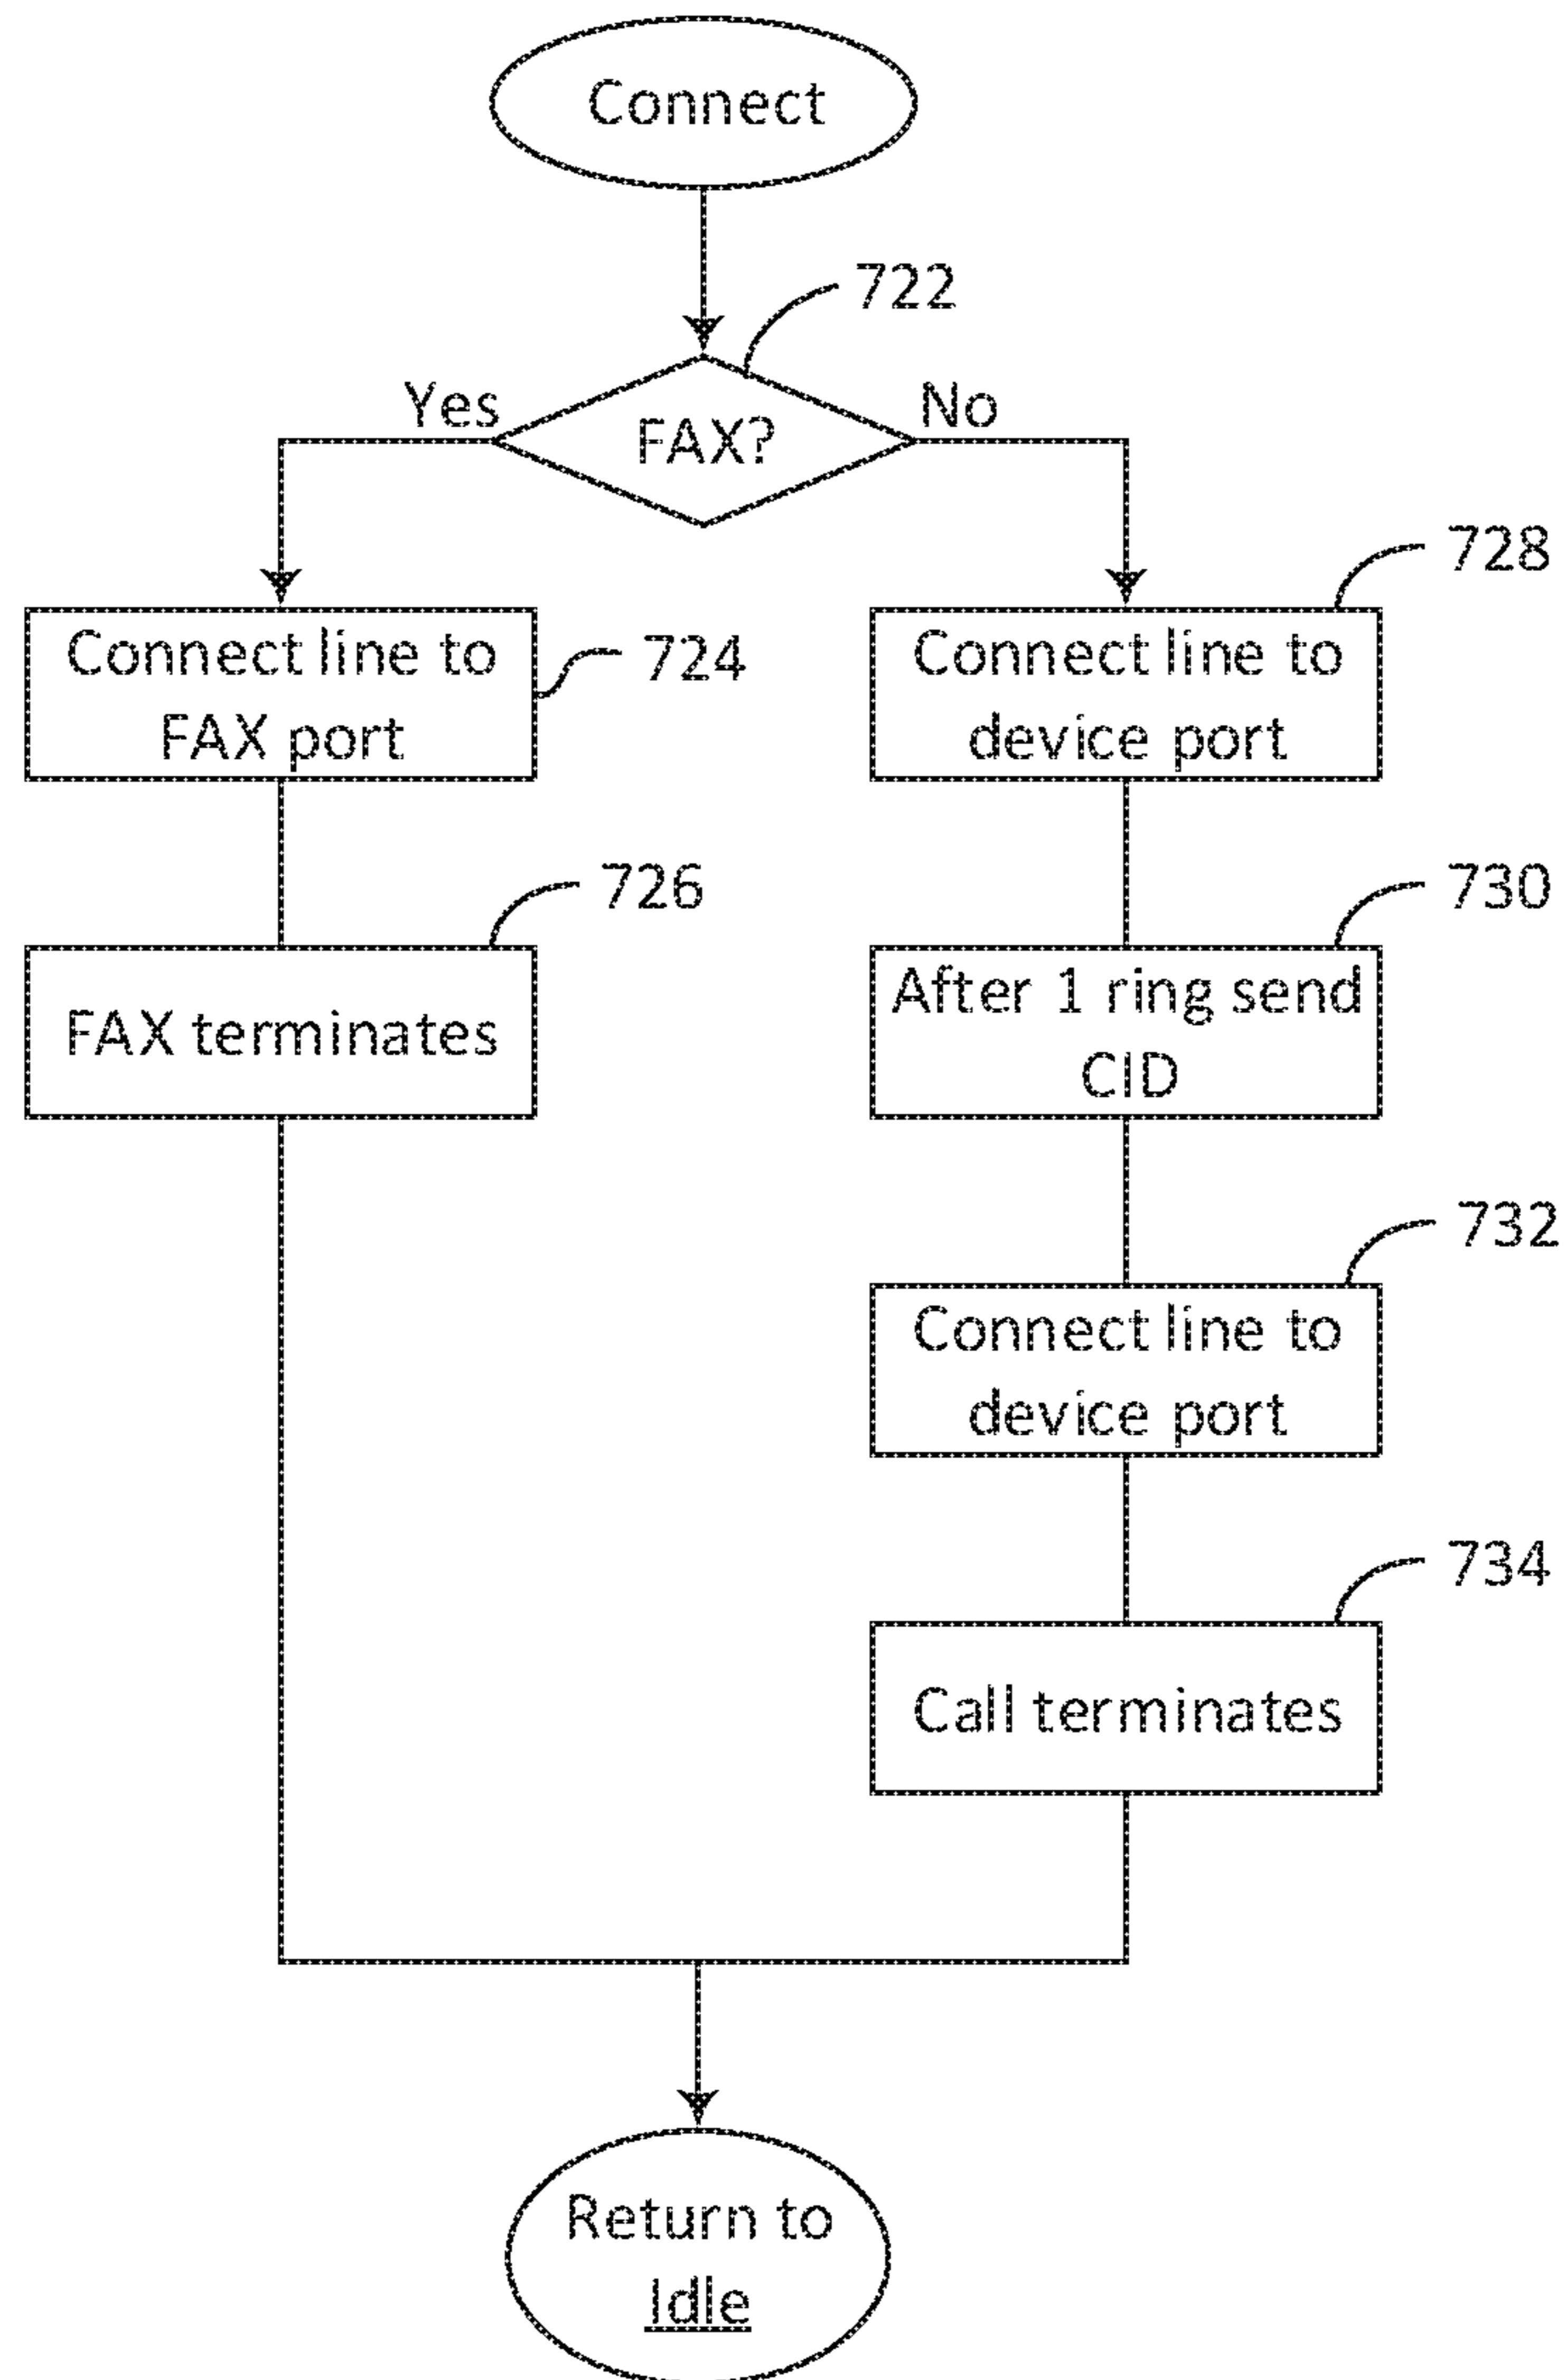 Connect
722
Yes
No
FAX?
728
Connect line to
FAX port
724
Connect line to
device port
726
730
FAX terminates
After 1 ring send
CID
732
Connect line to
device port
734
Call terminates
Return to
Idle